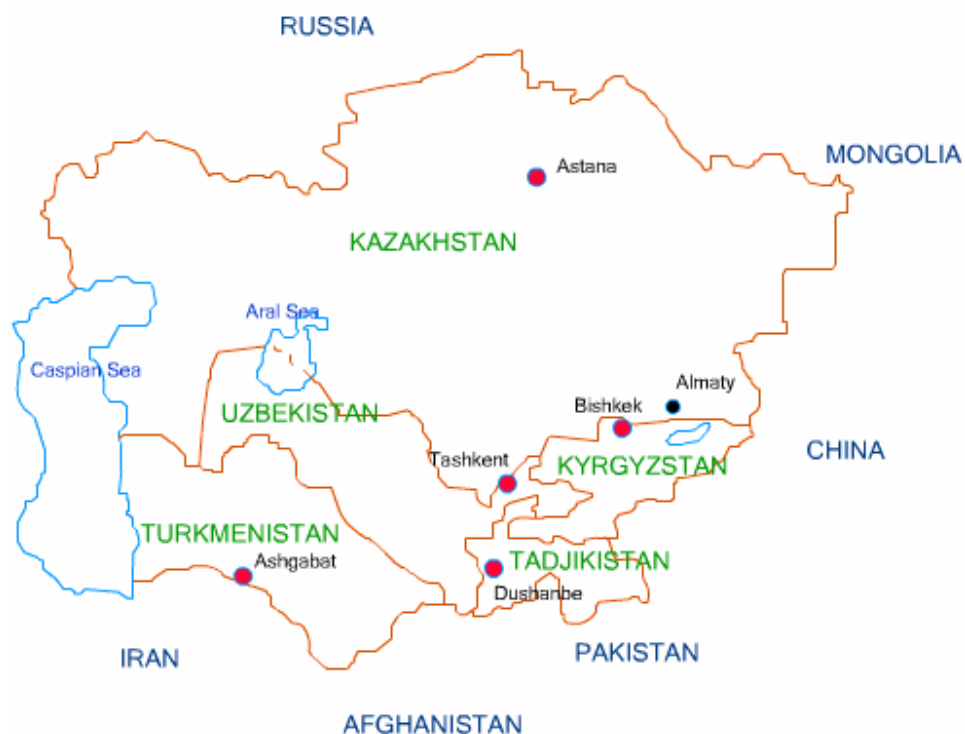 RUSSIA
MONGOLIA
Astana
KAZAKHSTAN
Aral Sea
Caspian Sea
Almaty
Bishkek
UZBEKISTAN
CHINA
Tashkent
KYRGYZSTAN
TURKMENISTAN
Ashgabat
TADJIKISTAN
Dushanbe
IRAN
PAKISTAN
AFGHANISTAN